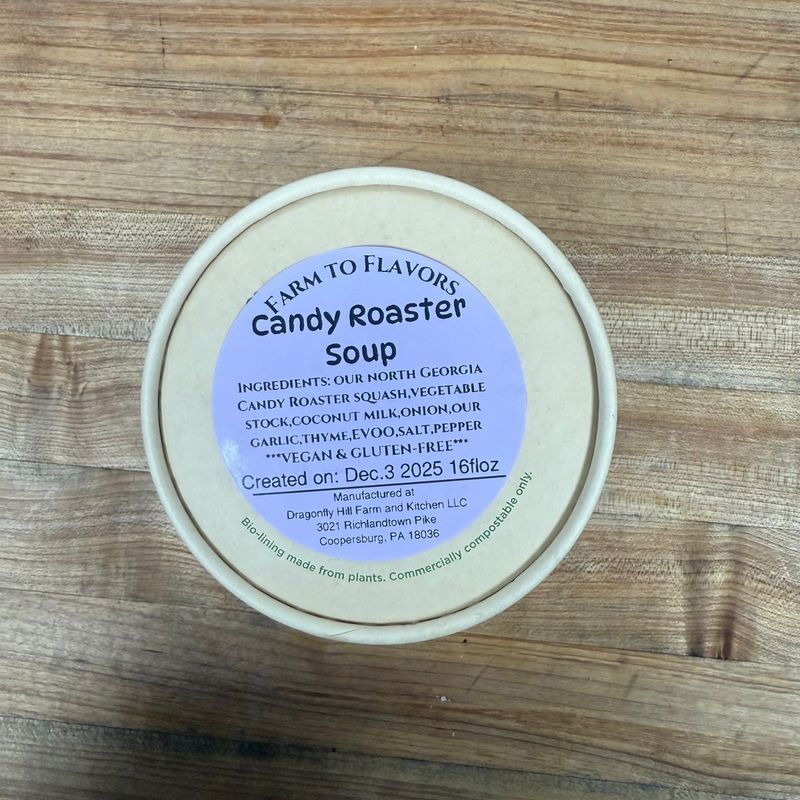 FARM TO FLAVORS
Candy Roaster
Soup
INGREDIENTS: OUR NORTH GEORGIA
CANDY ROASTER SQUASH,VEGETABLE
STOCK,COCONUT MILK,ONION,OUR
GARLIC,THYME,EVOO,SALT,PEPPER
***VEGAN & GLUTEN-FREE***
Created on: Dec.3 2025 16floz
Manufactured at
Dragonfly Hill Farm and Kitchen LLC
3021 Richlandtown Pike
Coopersburg, PA 18036
Bio-lining made from plants. Commercially compostable only.